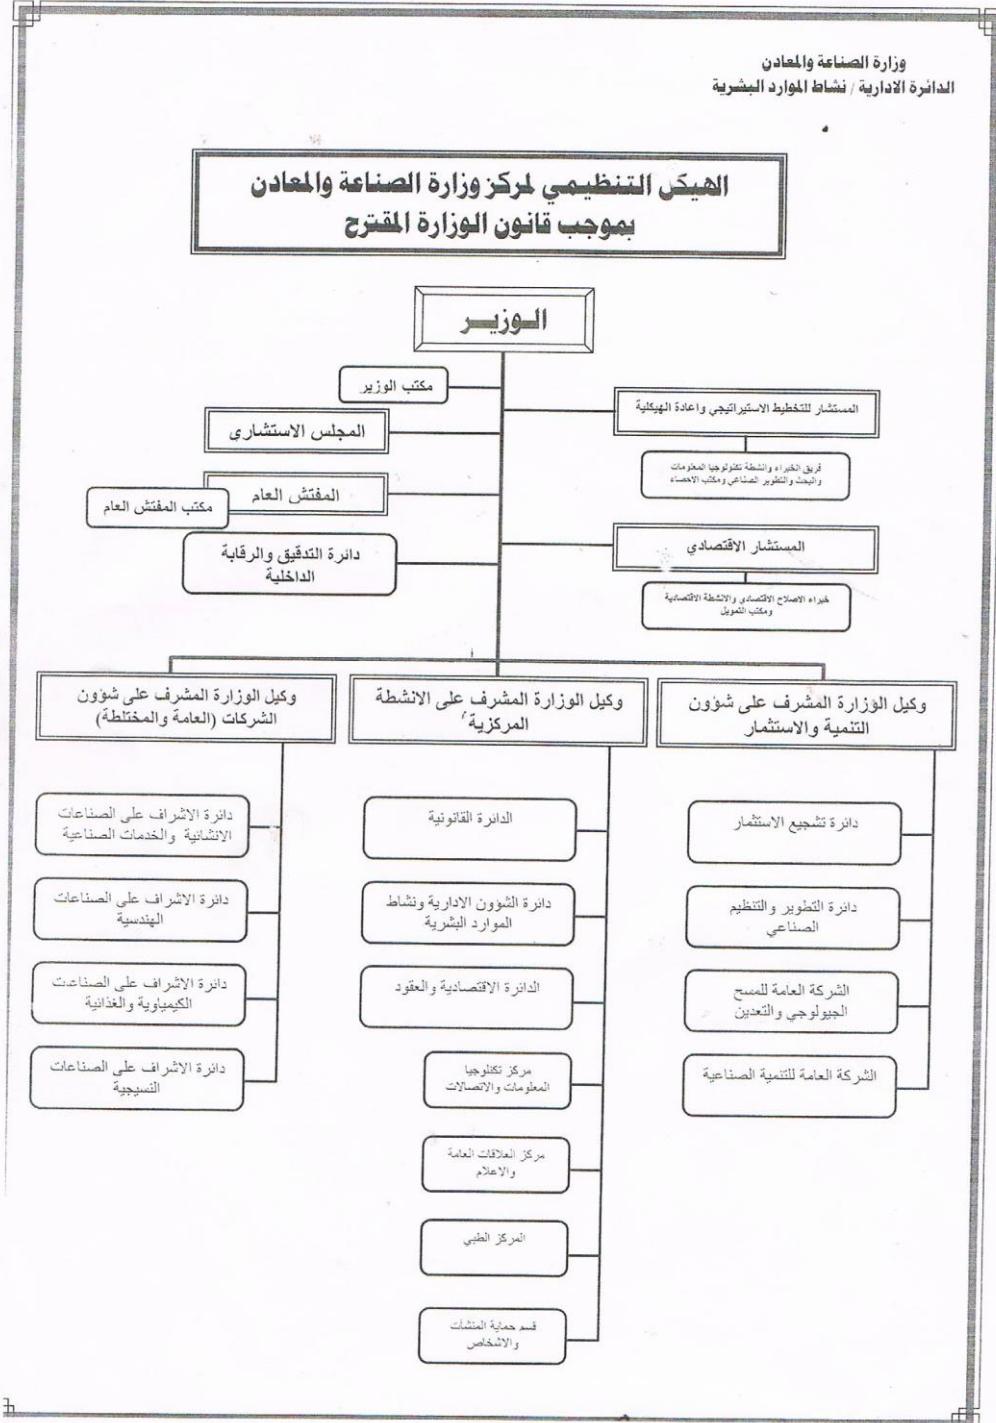 وزارة الصناعة والمعادن
الدائرة الادارية / نشاط الموارد البشرية
الهيكل التنظيمي لمركز وزارة الصناعة والمعادن
بموجب قانون الوزارة المقترح
الـوزيـر
مكتب الوزير
المستشار للتخطيط الاستيراتيجي واعادة الهيكلية
المجلس الاستشاري
فريق الخبراء وانشطة تكنولوجيا المعلومات
والبحث والتطوير الصناعي ومكتب الاحصاء
المفتش العام
مكتب المفتش العام
المستشار الاقتصادي
دائرة التدقيق والرقابة
الداخلية
خبراء الاصلاح الاقتصادي والانشطة الاقتصادية
ومكتب التمويل
وكيل الوزارة المشرف على شؤون
التنمية والاستثمار
وكيل الوزارة المشرف على الانشطة
المركزية
وكيل الوزارة المشرف على شؤون
الشركات (العامة والمختلطة)
دائرة تشجيع الاستثمار
دائرة التطوير والتنظيم
الصناعي
الشركة العامة للمسح
الجيولوجي والتعدين
الشركة العامة للتنمية الصناعية
الدائرة القانونية
دائرة الشؤون الادارية ونشاط
الموارد البشرية
الدائرة الاقتصادية والعقود
مركز تكنلوجيا
المعلومات والاتصالات
مركز العلاقات العامة
والاعلام
المركز الطبي
قسم حماية المنشات
والاشخاص
دائرة الاشراف على الصناعات
الانشائية والخدمات الصناعية
دائرة الاشراف على الصناعات
الهندسية
دائرة الاشراف على الصناعات
الكيمياوية والغذائية
دائرة الاشراف على الصناعات
النسيجية